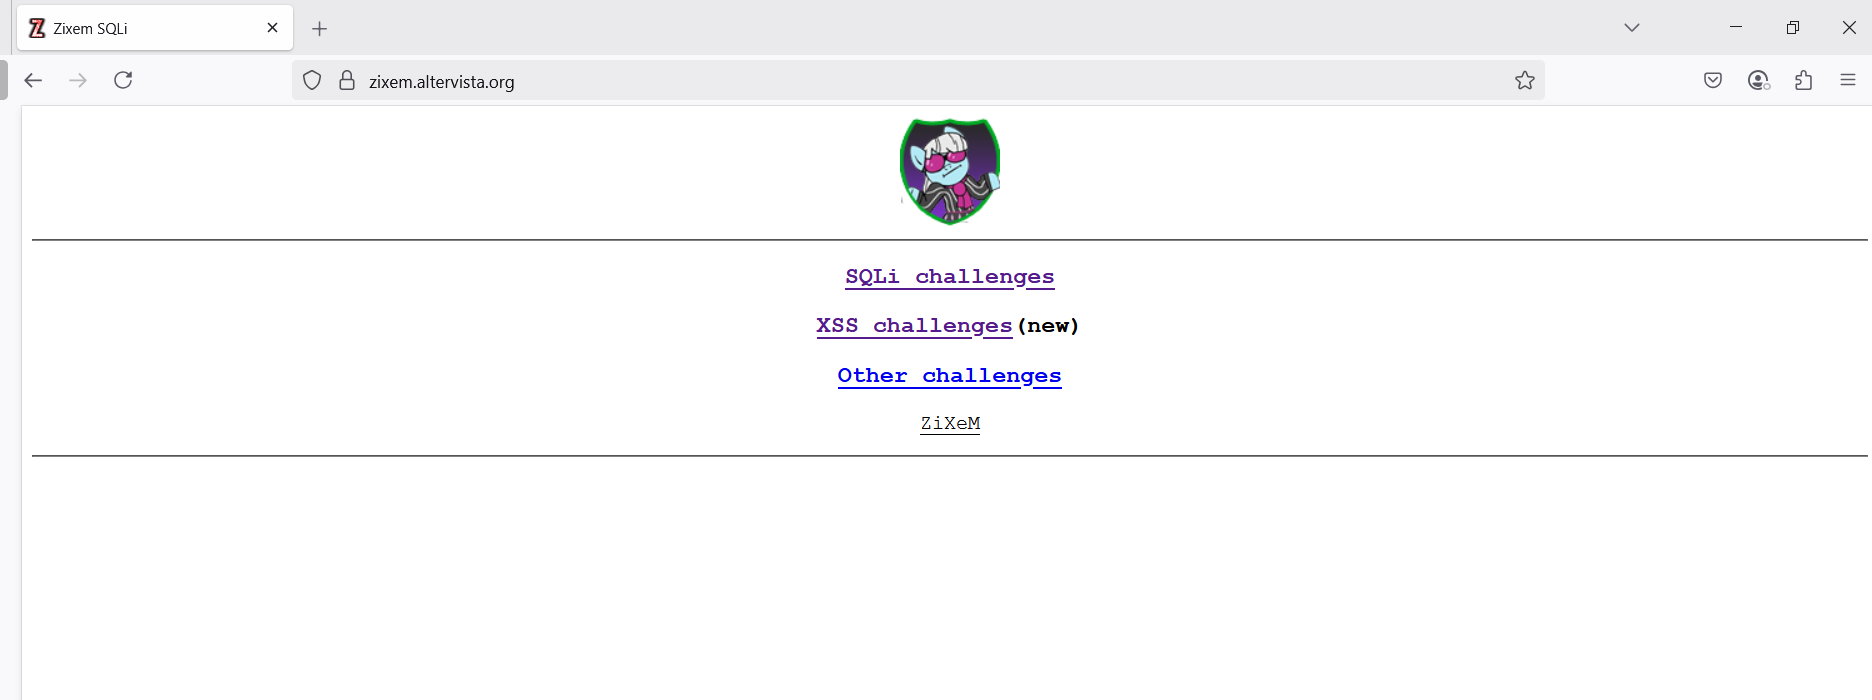 Zixem SQLi
zixem.altervista.org
SQLi challenges
XSS challenges(new)
Other challenges
ZiXeM